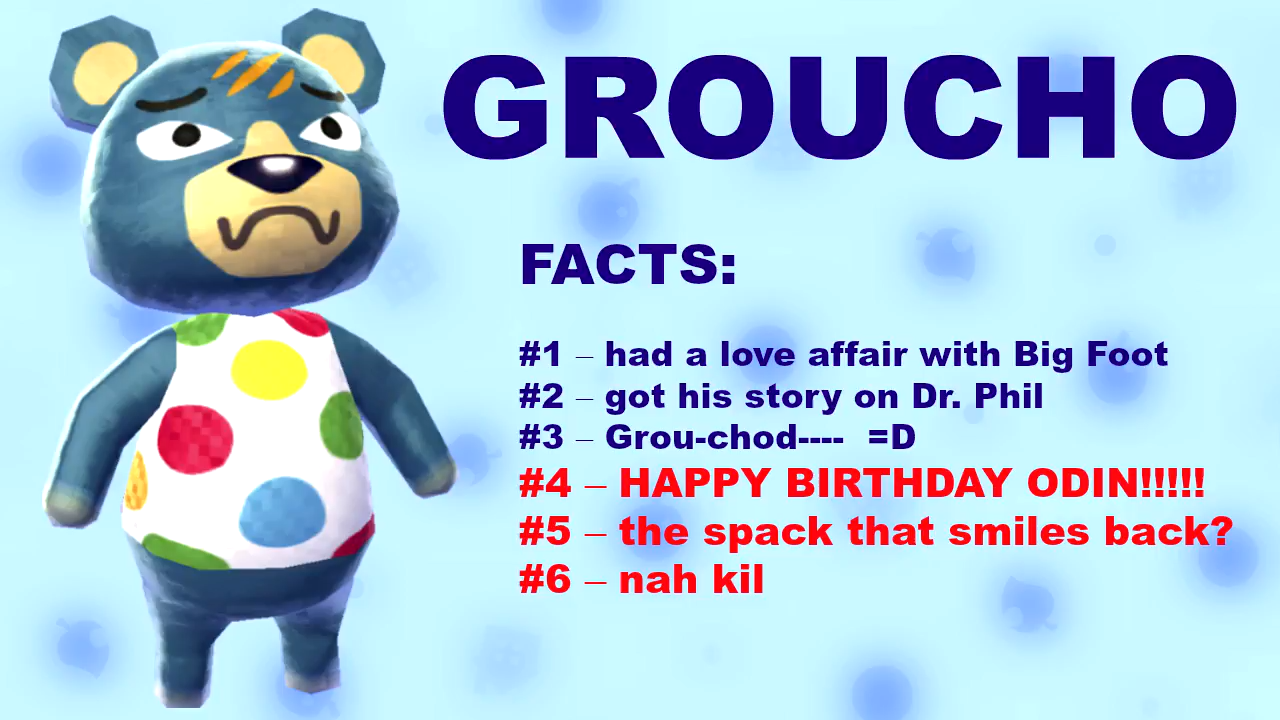 GROUCHO
FACTS:
#1 – had a love affair with Big Foot
#2 – got his story on Dr. Phil
#3 – Grou-chod----  =D
#4 – HAPPY BIRTHDAY ODIN!!!!!
#5 – the spack that smiles back?
#6 – nah kil